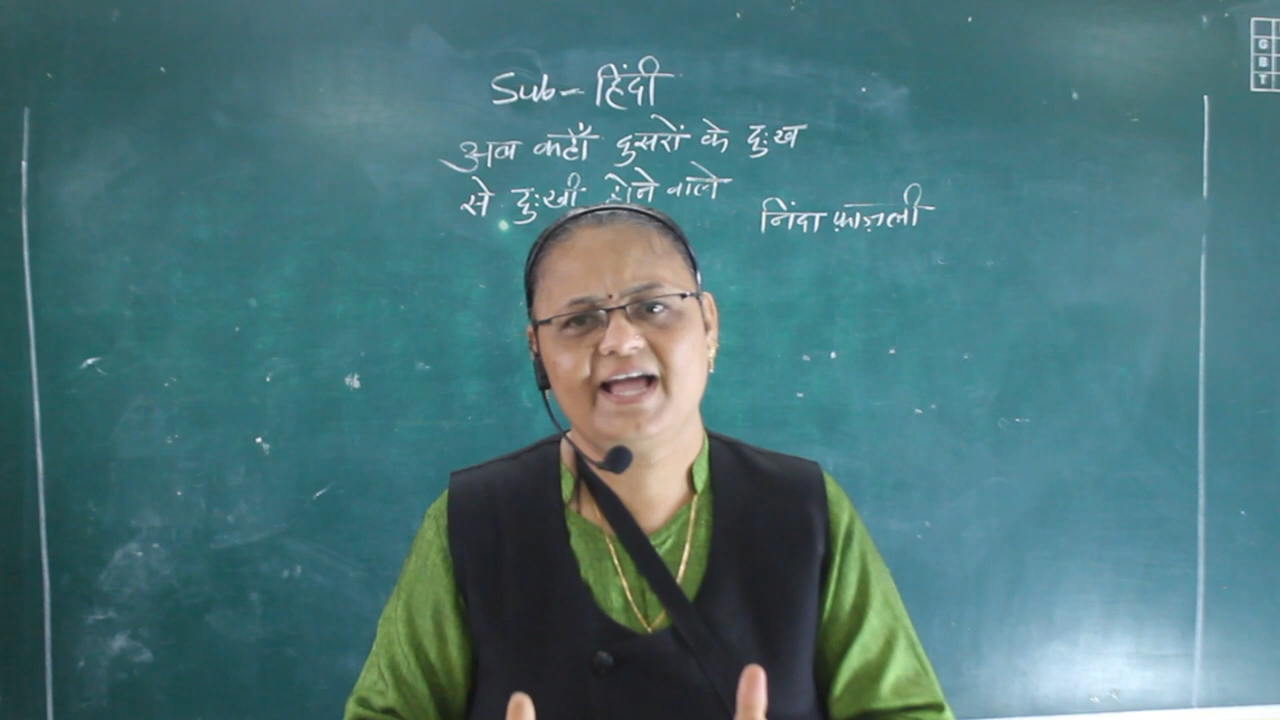 Sub- हिंदी
अब कहाँ दुसरों के दुःख
से दुःखी होने वाले
निंदा फ़ाज़ली
G
B
T